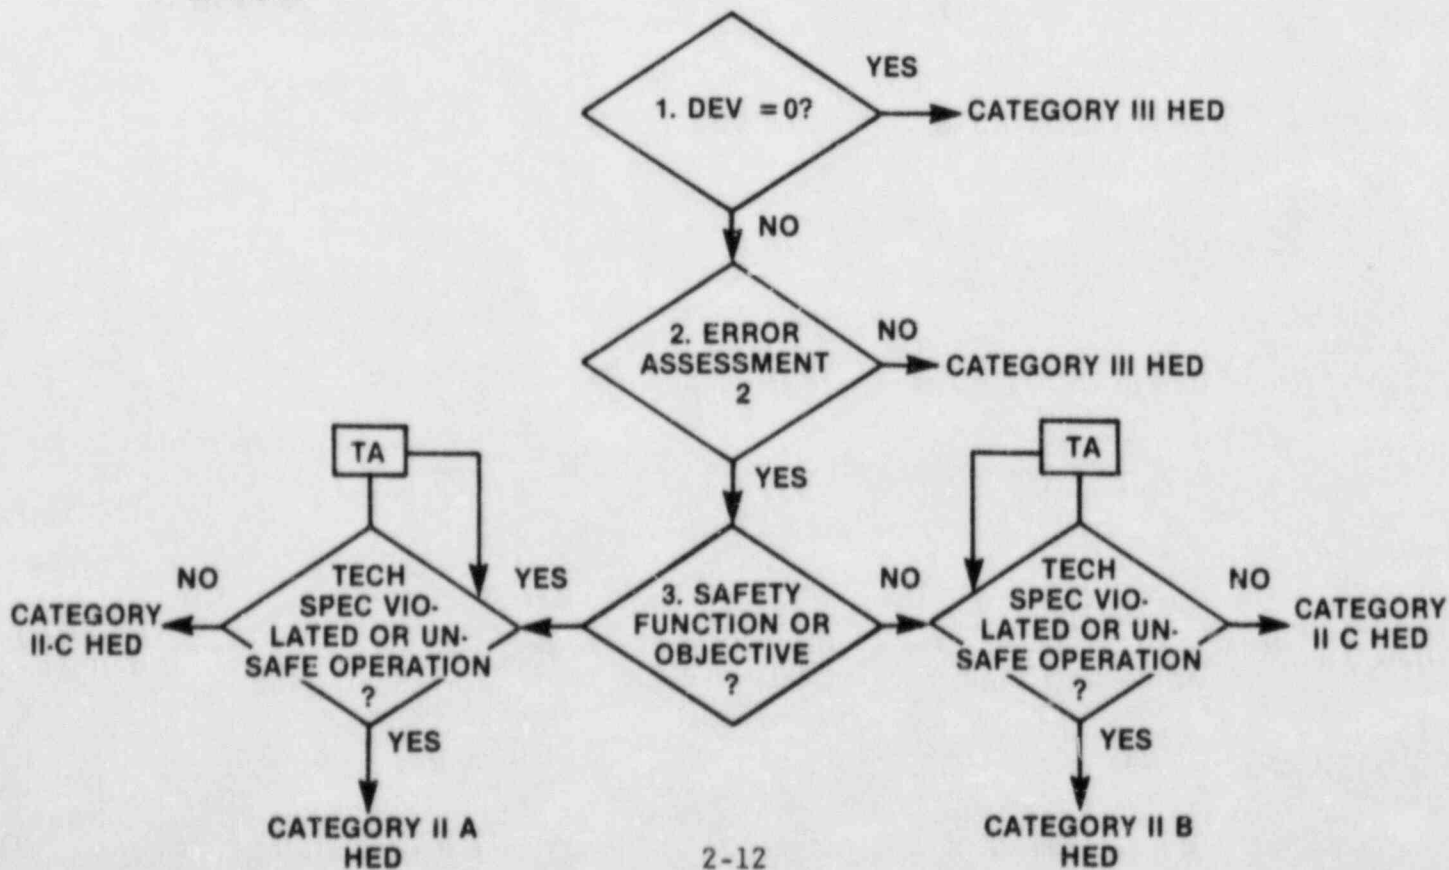 YES
1. DEV = 0?
CATEGORY III HED
NO
2. ERROR
ASSESSMENT
2
NO
CATEGORY III HED
YES
TA
TA
NO
TECH
SPEC VIO-
LATED OR UN-
SAFE OPERATION
?
YES
CATEGORY
II-C HED
3. SAFETY
FUNCTION OR
OBJECTIVE
?
NO
TECH
SPEC VIO-
LATED OR UN-
SAFE OPERATION
?
NO
CATEGORY
II C HED
YES
YES
CATEGORY II A
HED
CATEGORY II B
HED
2-12